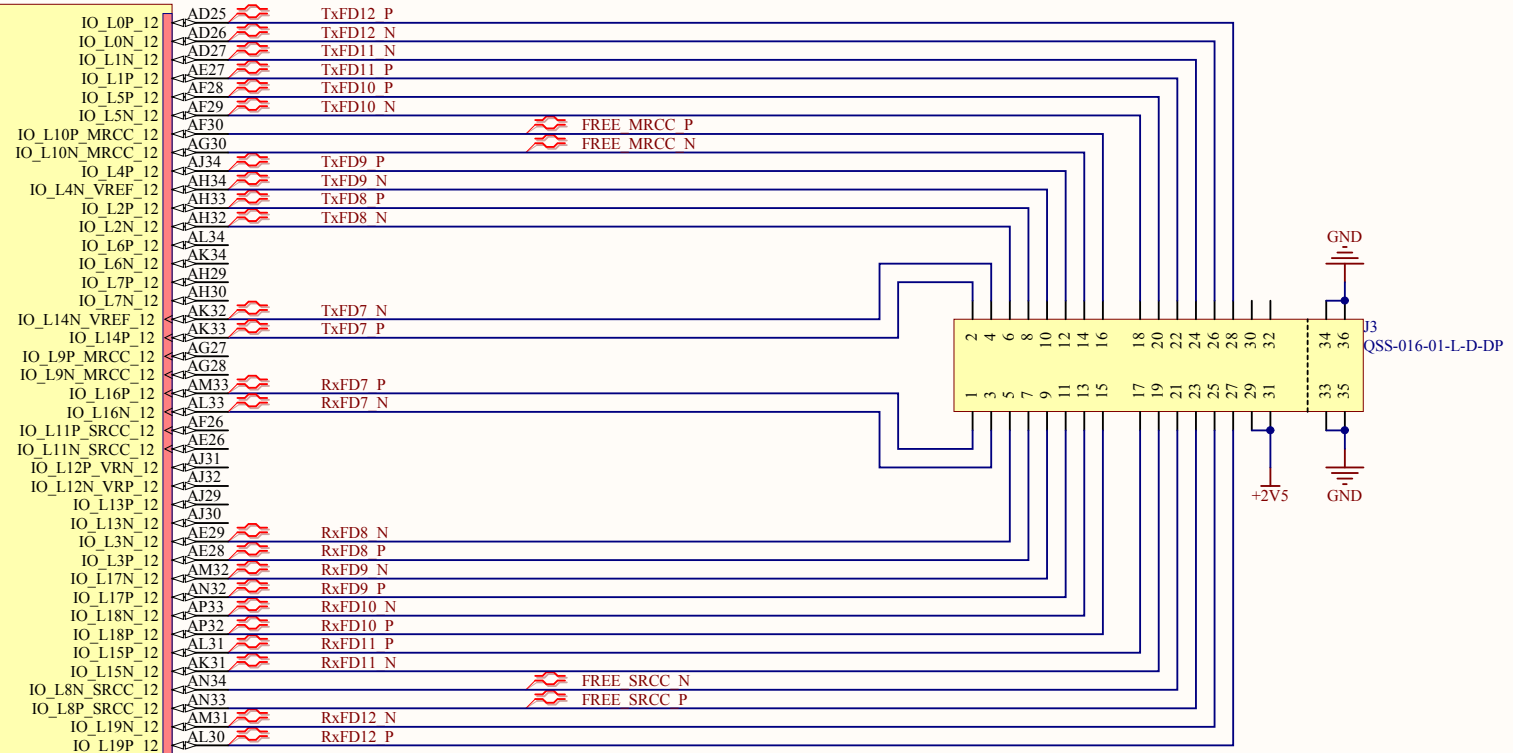 IO_L0P_12 AD25 TxFD12_P
IO_L0N_12 AD26 TxFD12_N
IO_L1N_12 AD27 TxFD11_N
IO_L1P_12 AE27 TxFD11_P
IO_L5P_12 AF28 TxFD10_P
IO_L5N_12 AF29 TxFD10_N
IO_L10P_MRCC_12 AF30 FREE_MRCC_P
IO_L10N_MRCC_12 AG30 FREE_MRCC_N
IO_L4P_12 AJ34 TxFD9_P
IO_L4N_VREF_12 AH34 TxFD9_N
IO_L2P_12 AH33 TxFD8_P
IO_L2N_12 AH32 TxFD8_N
IO_L6P_12 AL34
IO_L6N_12 AK34
IO_L7P_12 AH29
IO_L7N_12 AH30
IO_L14N_VREF_12 AK32 TxFD7_N
IO_L14P_12 AK33 TxFD7_P
IO_L9P_MRCC_12 AG27
IO_L9N_MRCC_12 AG28
IO_L16P_12 AM33 RxFD7_P
IO_L16N_12 AL33 RxFD7_N
IO_L11P_SRCC_12 AF26
IO_L11N_SRCC_12 AE26
IO_L12P_VRN_12 AJ31
IO_L12N_VRP_12 AJ32
IO_L13P_12 AJ29
IO_L13N_12 AJ30
IO_L3N_12 AE29 RxFD8_N
IO_L3P_12 AE28 RxFD8_P
IO_L17N_12 AM32 RxFD9_N
IO_L17P_12 AN32 RxFD9_P
IO_L18N_12 AP33 RxFD10_N
IO_L18P_12 AP32 RxFD10_P
IO_L15P_12 AL31 RxFD11_P
IO_L15N_12 AK31 RxFD11_N
IO_L8N_SRCC_12 AN34 FREE_SRCC_N
IO_L8P_SRCC_12 AN33 FREE_SRCC_P
IO_L19N_12 AM31 RxFD12_N
IO_L19P_12 AL30 RxFD12_P
GND
J3
QSS-016-01-L-D-DP
2 4 6 8 10 12 14 16 18 20 22 24 26 28 30 32 34 36
1 3 5 7 9 11 13 15 17 19 21 23 25 27 29 31 33 35
+2V5
GND